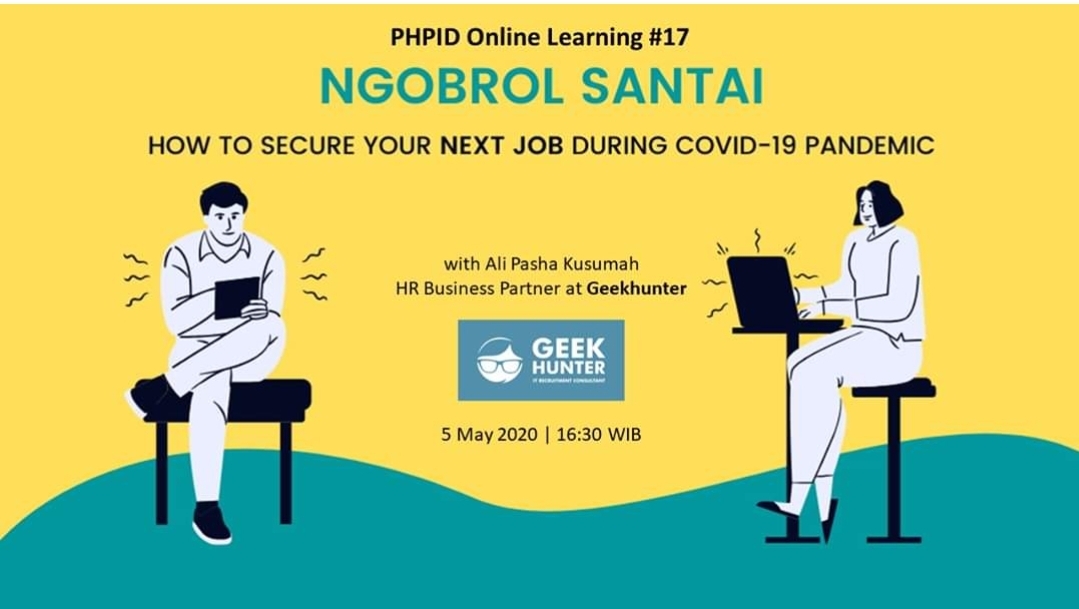 PHPID Online Learning #17
NGOBROL SANTAI
HOW TO SECURE YOUR NEXT JOB DURING COVID-19 PANDEMIC
with Ali Pasha Kusumah
HR Business Partner at Geekhunter
GEEK
HUNTER
IT RECRUITMENT CONSULTANT
5 May 2020 | 16:30 WIB